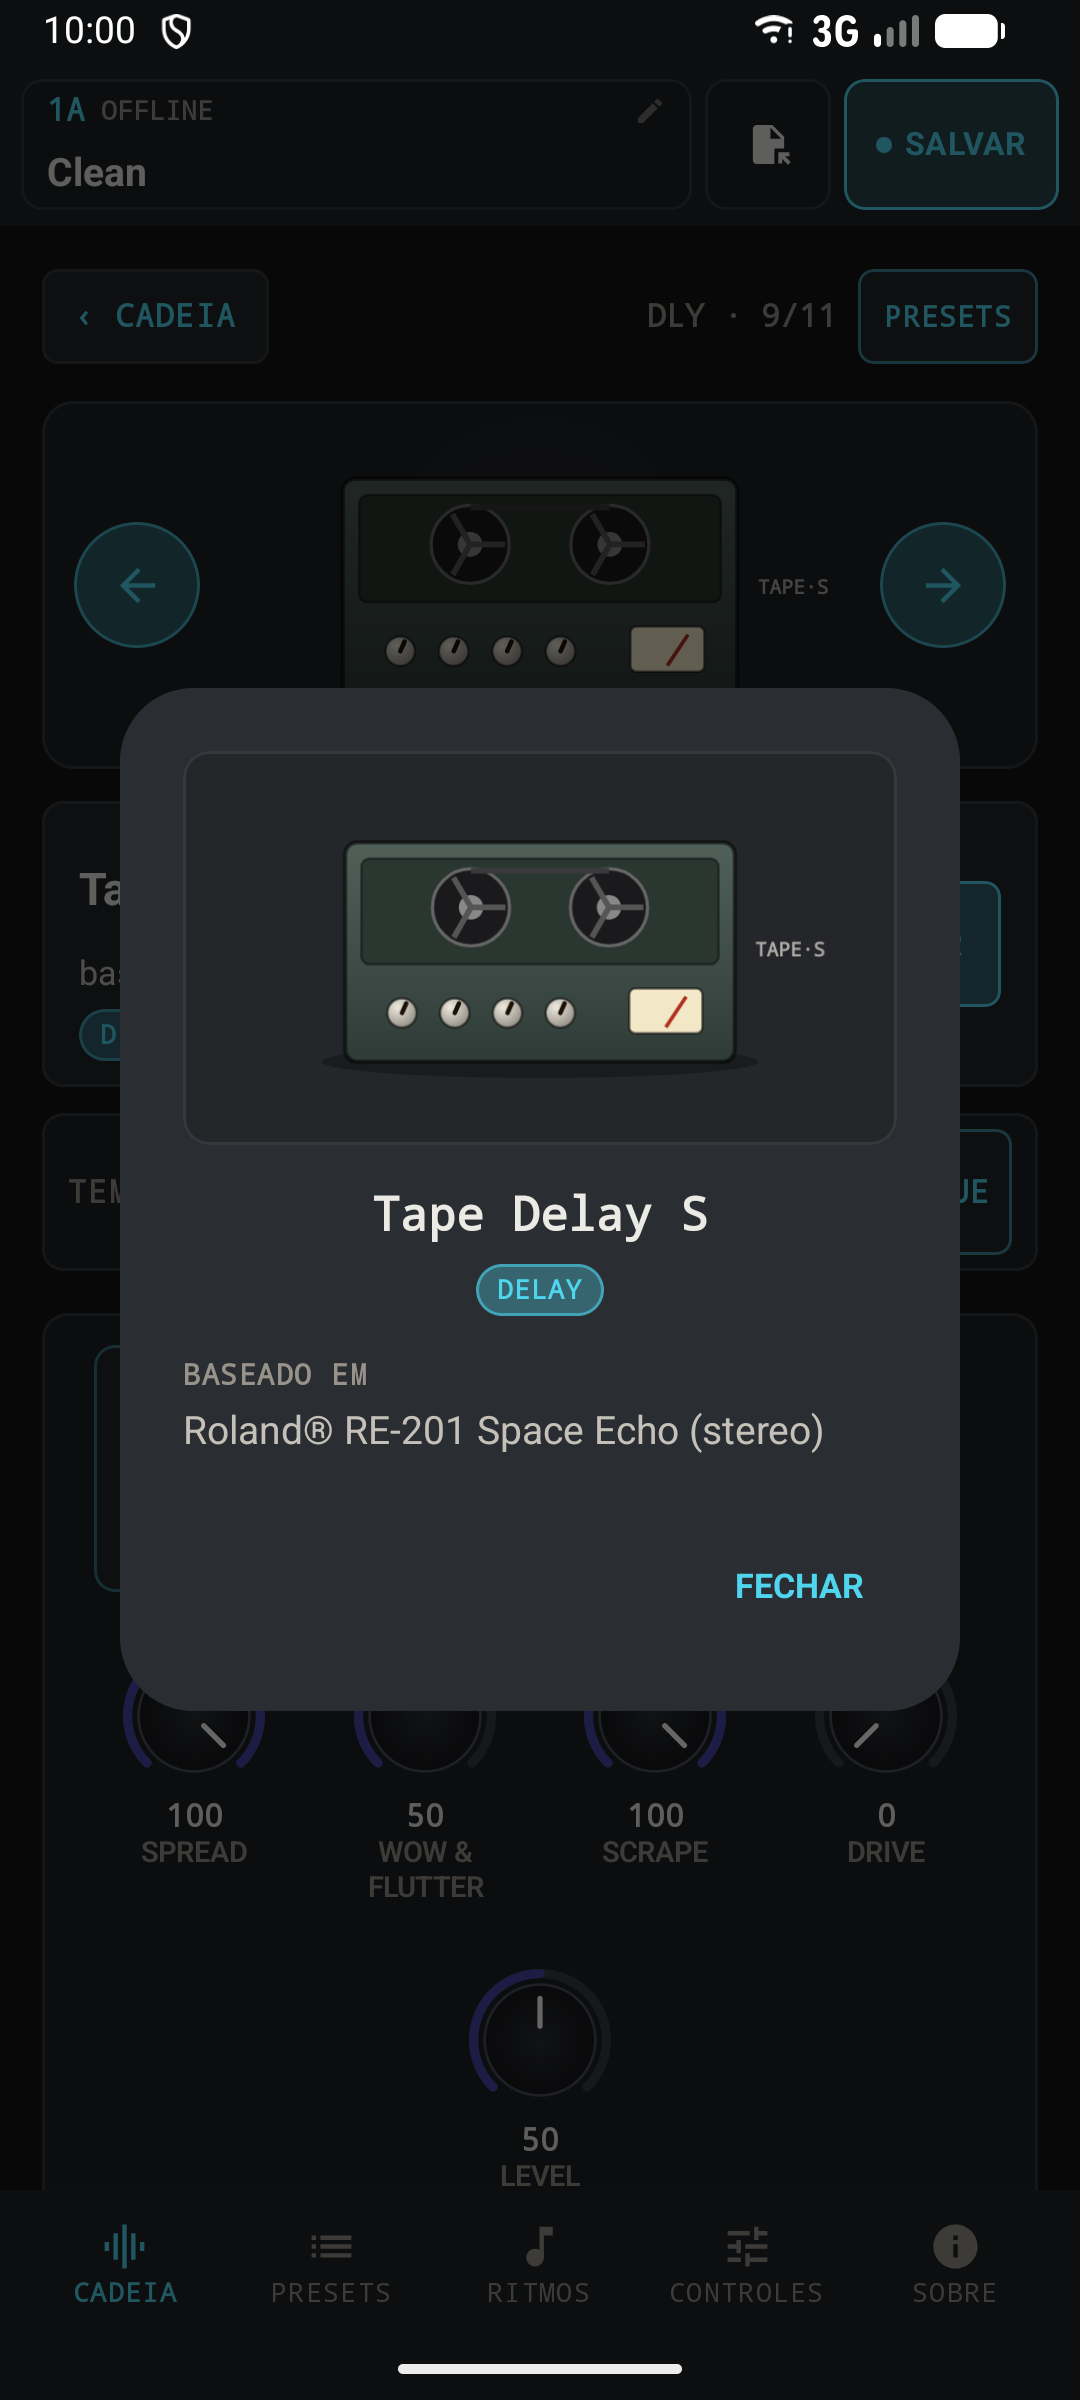 10:00
3G
1A OFFLINE
Clean
SALVAR
‹ CADEIA
DLY · 9/11
PRESETS
TAPE·S
TAPE·S
Tape Delay S
DELAY
BASEADO EM
Roland® RE-201 Space Echo (stereo)
FECHAR
100
SPREAD
50
WOW &
FLUTTER
100
SCRAPE
0
DRIVE
50
LEVEL
CADEIA
PRESETS
RITMOS
CONTROLES
SOBRE